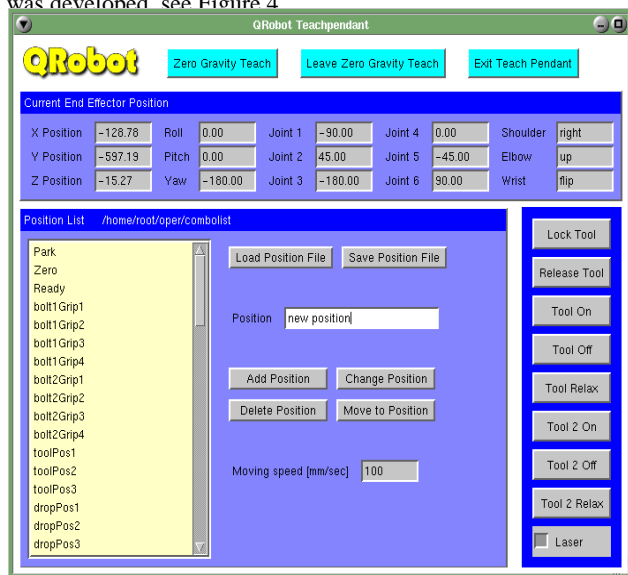 was developed, see Figure 4
QRobot Teachpendant
QRobot
Zero Gravity Teach
Leave Zero Gravity Teach
Exit Teach Pendant
Current End Effector Position
X Position -128.78 Roll 0.00 Joint 1 -90.00 Joint 4 0.00 Shoulder right
Y Position -597.19 Pitch 0.00 Joint 2 45.00 Joint 5 -45.00 Elbow up
Z Position -15.27 Yaw -180.00 Joint 3 -180.00 Joint 6 90.00 Wrist flip
Position List /home/root/oper/combolist
Park
Zero
Ready
bolt1Grip1
bolt1Grip2
bolt1Grip3
bolt1Grip4
bolt2Grip1
bolt2Grip2
bolt2Grip3
bolt2Grip4
toolPos1
toolPos2
toolPos3
dropPos1
dropPos2
dropPos3
Load Position File
Save Position File
Position new position
Add Position
Change Position
Delete Position
Move to Position
Moving speed [mm/sec] 100
Lock Tool
Release Tool
Tool On
Tool Off
Tool Relax
Tool 2 On
Tool 2 Off
Tool 2 Relax
Laser